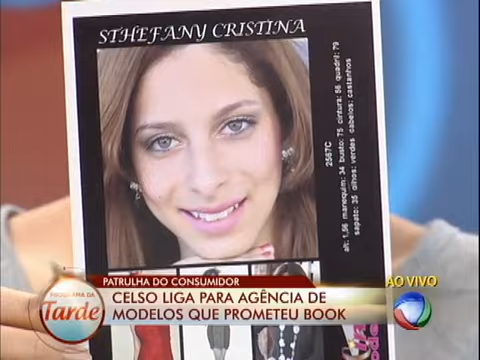 STHEFANY CRISTINA
2567C
alt: 1,56 manequim: 34 busto: 75 cintura: 56 quadril: 79
sapato: 35 olhos: verdes cabelos: castanhos
PATRULHA DO CONSUMIDOR
AO VIVO
PROGRAMA DA
Tarde
CELSO LIGA PARA AGÊNCIA DE
MODELOS QUE PROMETEU BOOK